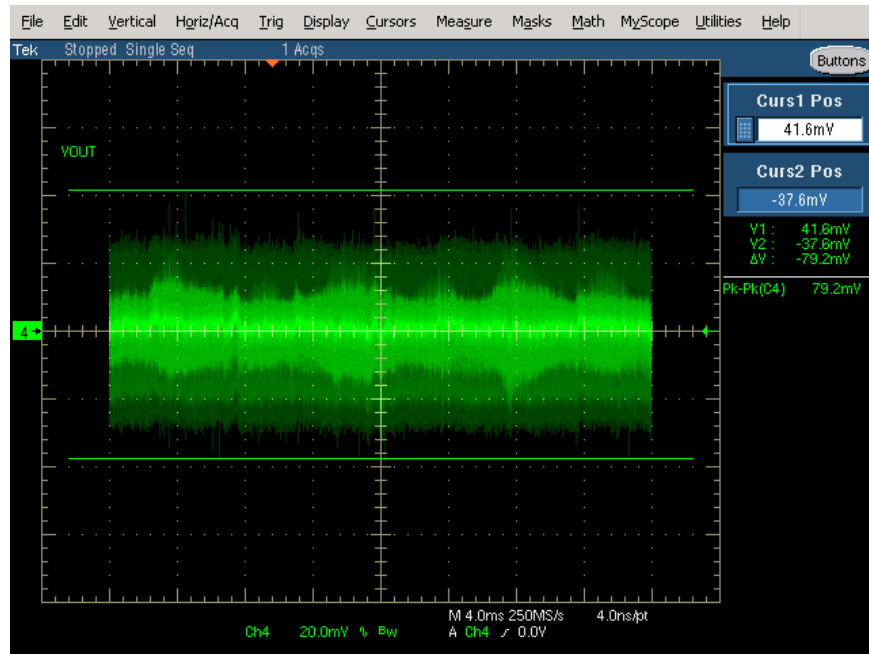 File Edit Vertical Horiz/Acq Trig Display Cursors Measure Masks Math MyScope Utilities Help
Tek Stopped Single Seq 1 Acqs
Buttons
Curs1 Pos
41.6mV
VOUT
Curs2 Pos
-37.6mV
V1 : 41.6mV
V2 : -37.6mV
ΔV : -79.2mV
Pk-Pk(C4) 79.2mV
4
M 4.0ms 250MS/s 4.0ns/pt
Ch4 20.0mV ∿ Bw A Ch4 ⁄ 0.0V